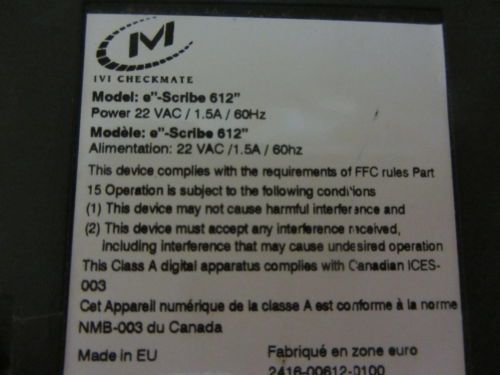 M
IVI CHECKMATE
Model: e"-Scribe 612"
Power 22 VAC / 1.5A / 60Hz
Modèle: e"-Scribe 612"
Alimentation: 22 VAC /1.5A / 60hz
This device complies with the requirements of FFC rules Part
15 Operation is subject to the following conditions
(1) This device may not cause harmful interference and
(2) This device must accept any interference received,
including interference that may cause undesired operation
This Class A digital apparatus complies with Canadian ICES-
003
Cet Appareil numérique de la classe A est conforme à la norme
NMB-003 du Canada
Made in EU Fabriqué en zone euro
2416-00612-0100